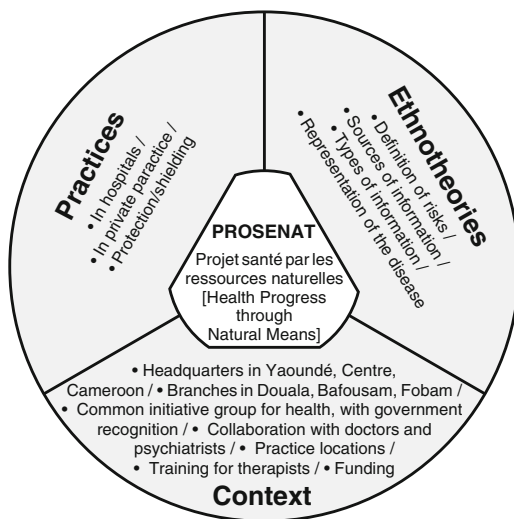 Practices
• In hospitals /
• In private paractice /
• Protection/shielding
Ethnotheories
• Definition of risks /
• Sources of information /
• Types of information /
• Representation of the disease
PROSENAT
Projet santé par les
ressources naturelles
[Health Progress
through
Natural Means]
• Headquarters in Yaoundé, Centre,
Cameroon / • Branches in Douala, Bafousam, Fobam /
• Common initiative group for health, with government
recognition / • Collaboration with doctors and
psychiatrists / • Practice locations /
• Training for therapists / • Funding
Context